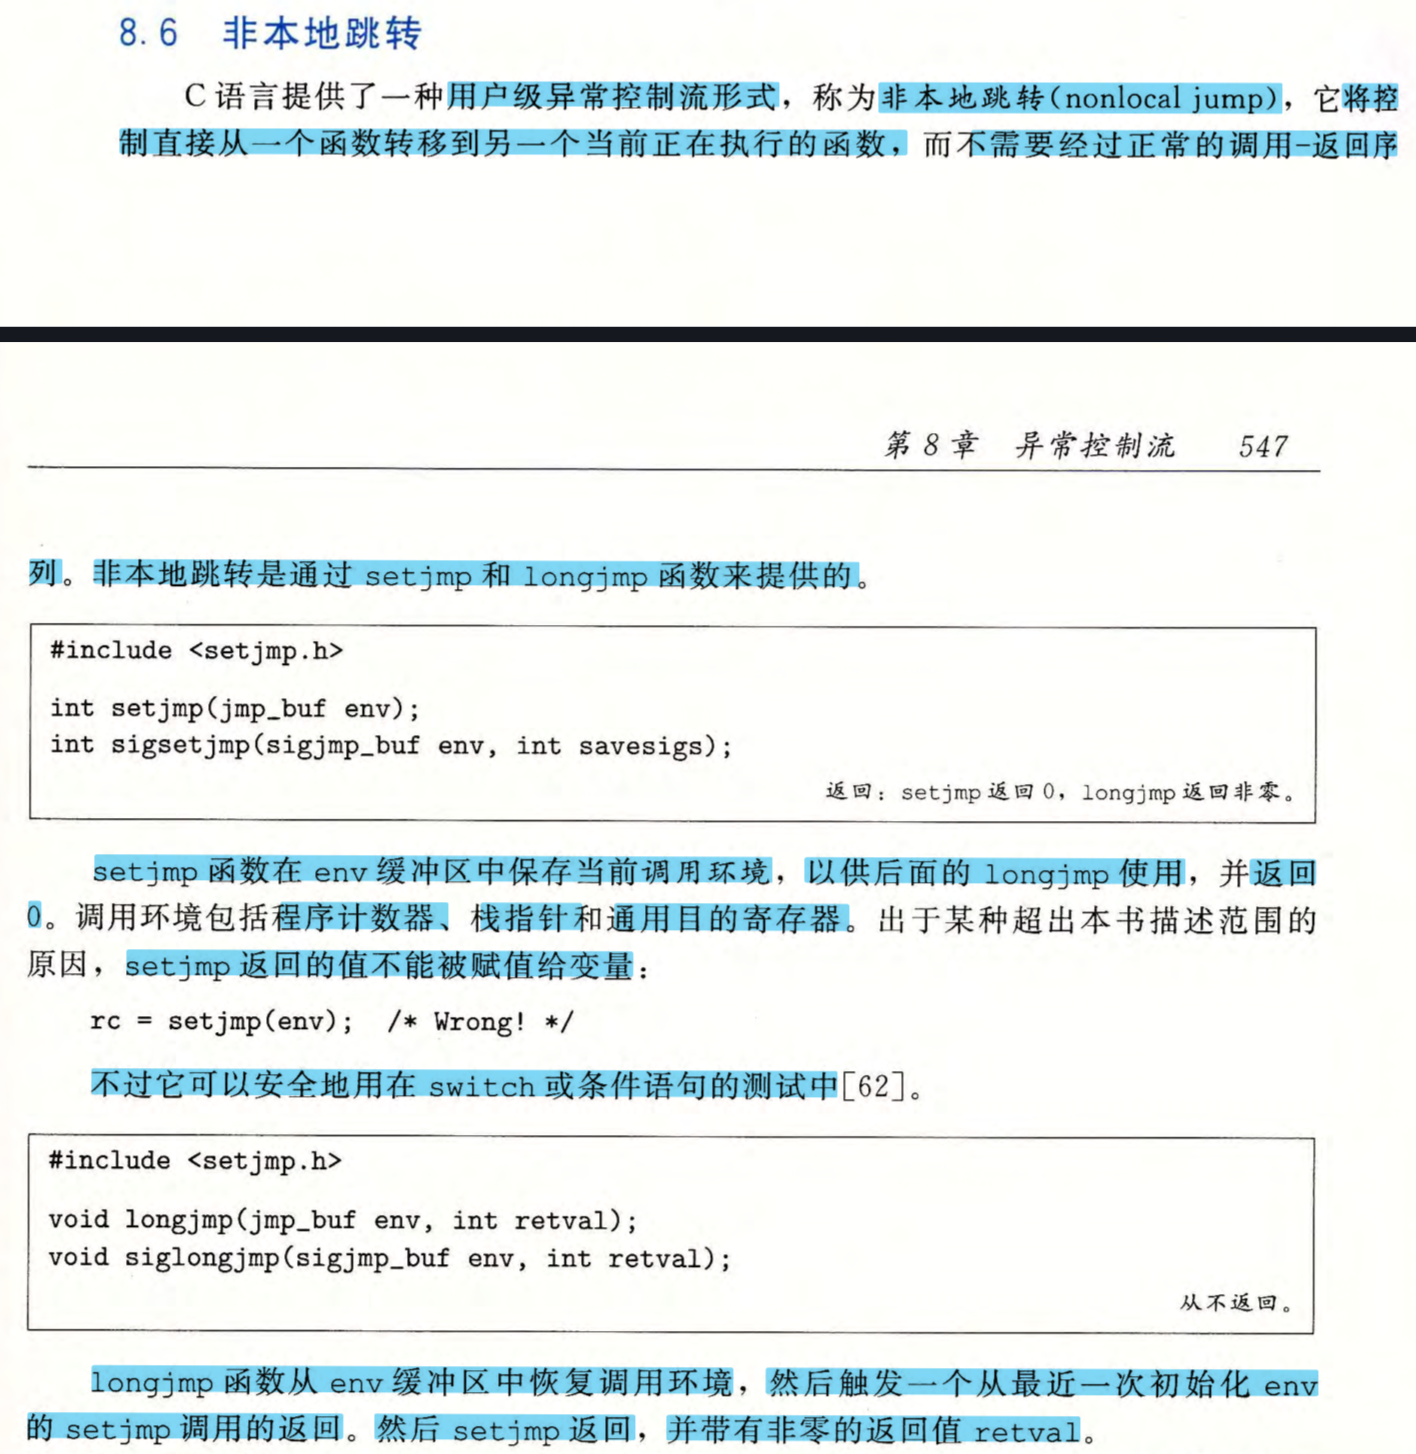 8.6 非本地跳转
C语言提供了一种用户级异常控制流形式，称为非本地跳转(nonlocal jump)，它将控
制直接从一个函数转移到另一个当前正在执行的函数，而不需要经过正常的调用-返回序
第8章 异常控制流 547
列。非本地跳转是通过 setjmp 和 longjmp 函数来提供的。
#include <setjmp.h>
int setjmp(jmp_buf env);
int sigsetjmp(sigjmp_buf env, int savesigs);
返回：setjmp返回0，longjmp返回非零。
setjmp 函数在 env 缓冲区中保存当前调用环境，以供后面的 longjmp 使用，并返回
0。调用环境包括程序计数器、栈指针和通用目的寄存器。出于某种超出本书描述范围的
原因，setjmp 返回的值不能被赋值给变量：
rc = setjmp(env); /* Wrong! */
不过它可以安全地用在 switch 或条件语句的测试中[62]。
#include <setjmp.h>
void longjmp(jmp_buf env, int retval);
void siglongjmp(sigjmp_buf env, int retval);
从不返回。
longjmp 函数从 env 缓冲区中恢复调用环境，然后触发一个从最近一次初始化 env
的 setjmp 调用的返回。然后 setjmp 返回，并带有非零的返回值 retval。